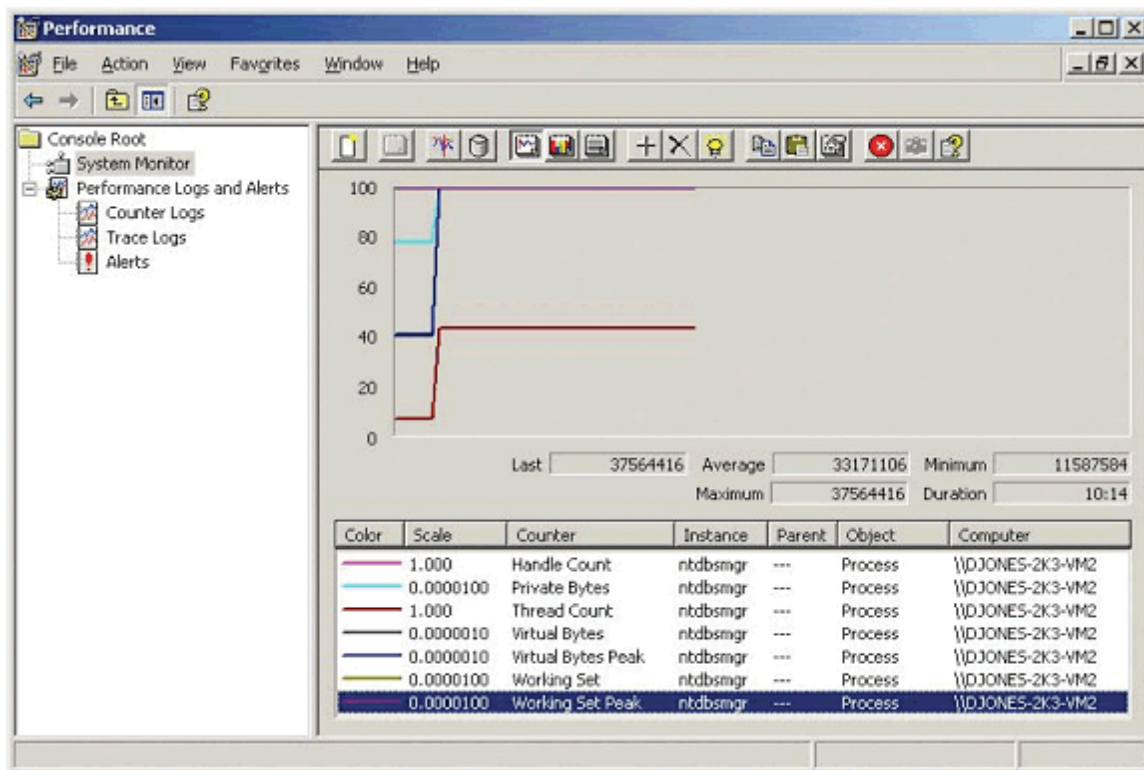 Performance
File Action View Favorites Window Help
Console Root
System Monitor
Performance Logs and Alerts
Counter Logs
Trace Logs
Alerts
100
80
60
40
20
0
Last 37564416 Average 33171106 Minimum 11587584
Maximum 37564416 Duration 10:14
Color Scale Counter Instance Parent Object Computer
1.000 Handle Count ntdbsmgr --- Process \\DJONES-2K3-VM2
0.0000100 Private Bytes ntdbsmgr --- Process \\DJONES-2K3-VM2
1.000 Thread Count ntdbsmgr --- Process \\DJONES-2K3-VM2
0.0000010 Virtual Bytes ntdbsmgr --- Process \\DJONES-2K3-VM2
0.0000010 Virtual Bytes Peak ntdbsmgr --- Process \\DJONES-2K3-VM2
0.0000100 Working Set ntdbsmgr --- Process \\DJONES-2K3-VM2
0.0000100 Working Set Peak ntdbsmgr --- Process \\DJONES-2K3-VM2